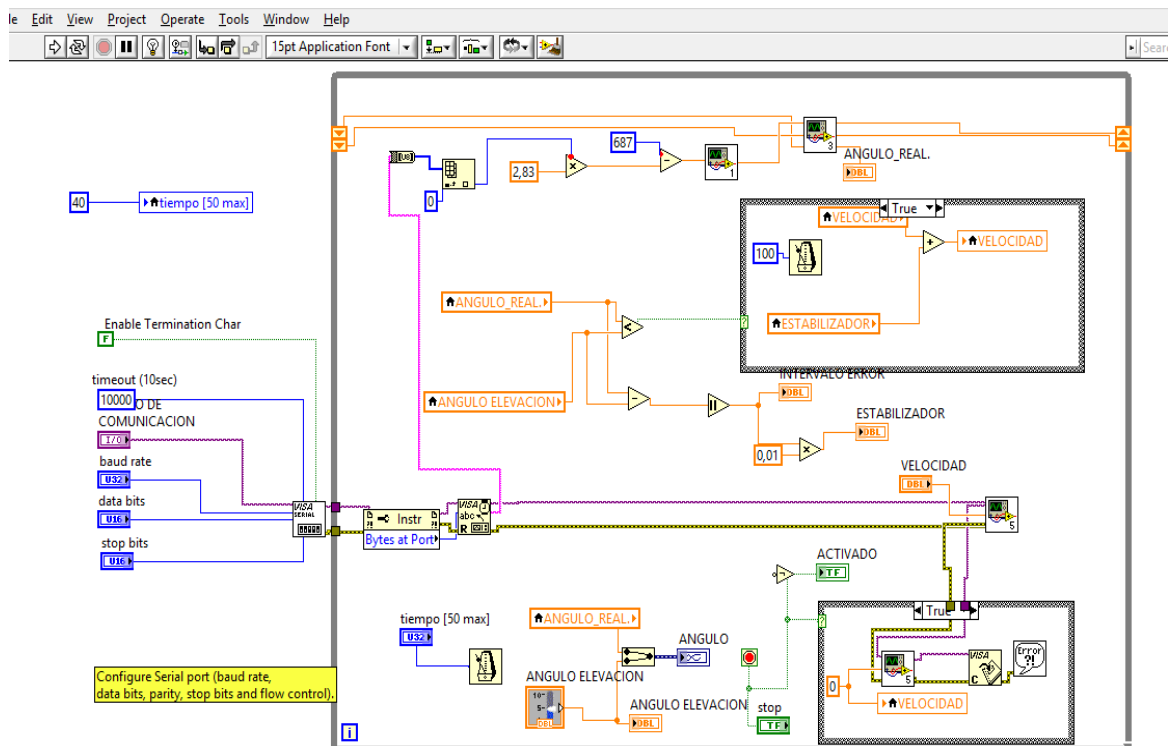 le Edit View Project Operate Tools Window Help
15pt Application Font
Sear
[U8]
687
2,83
0
1
3
ANGULO_REAL.
DBL
40
tiempo [50 max]
True
VELOCIDAD
100
VELOCIDAD
ESTABILIZADOR
ANGULO_REAL.
ANGULO ELEVACION
INTERVALO ERROR
DBL
ESTABILIZADOR
DBL
0,01
Enable Termination Char
F
timeout (10sec)
10000
O DE
COMUNICACION
I/O
baud rate
U32
data bits
U16
stop bits
U16
VISA
SERIAL
Instr
Bytes at Port
VISA
abc
R
VELOCIDAD
DBL
5
ACTIVADO
TF
tiempo [50 max]
U32
ANGULO_REAL.
ANGULO
ANGULO ELEVACION
10-
5-
DBL
ANGULO ELEVACION
DBL
stop
TF
True
5
VISA
C
Error
?!
0
VELOCIDAD
Configure Serial port (baud rate,
data bits, parity, stop bits and flow control).
i